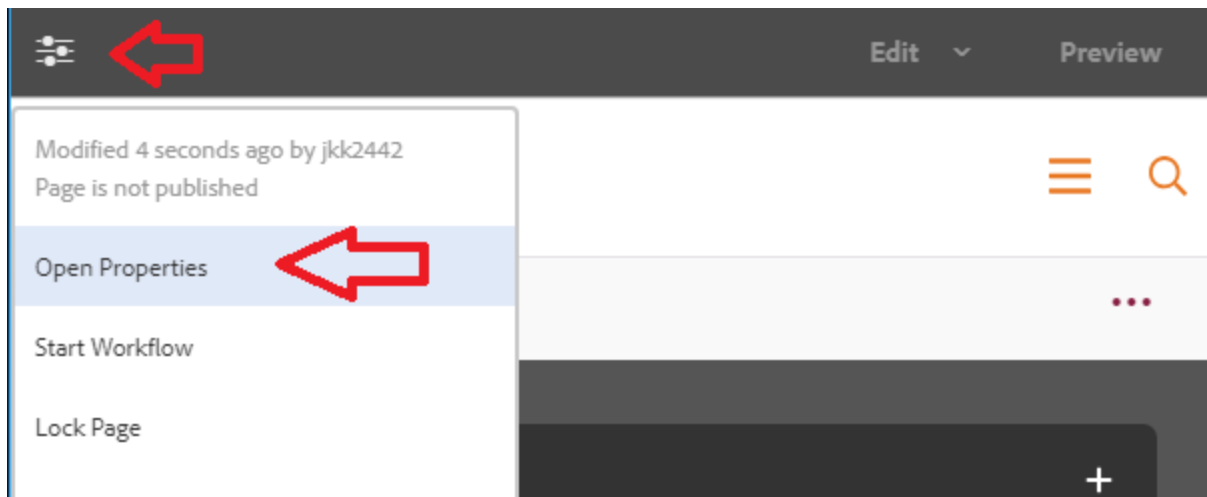 Edit
Preview
Modified 4 seconds ago by jkk2442
Page is not published
Open Properties
Start Workflow
Lock Page